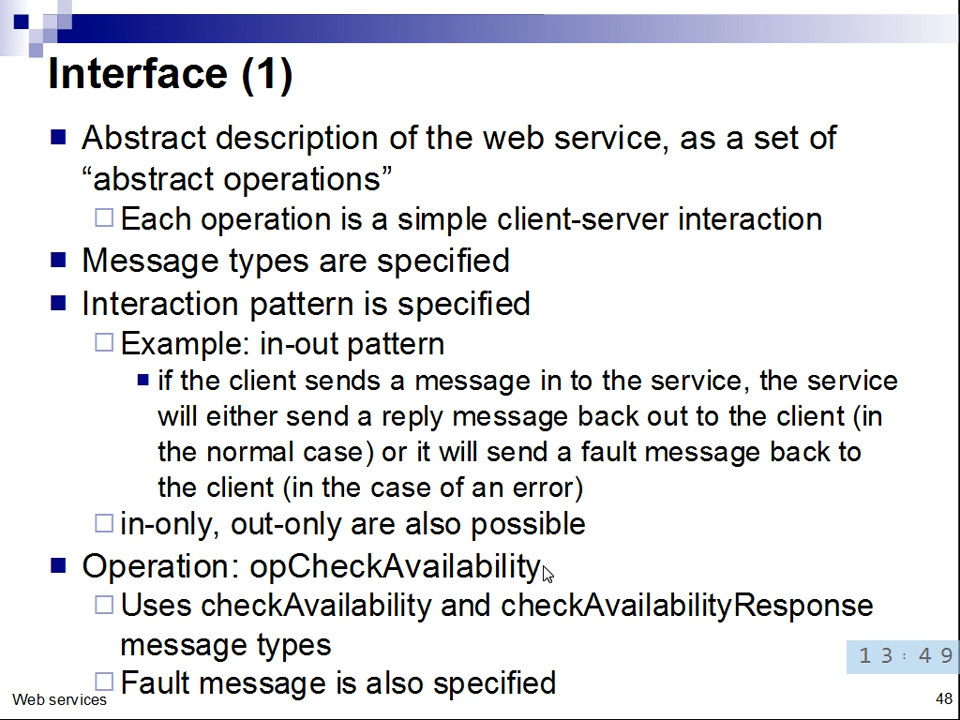 Interface (1)
Abstract description of the web service, as a set of
“abstract operations”
Each operation is a simple client-server interaction
Message types are specified
Interaction pattern is specified
Example: in-out pattern
if the client sends a message in to the service, the service
will either send a reply message back out to the client (in
the normal case) or it will send a fault message back to
the client (in the case of an error)
in-only, out-only are also possible
Operation: opCheckAvailability
Uses checkAvailability and checkAvailabilityResponse
message types
13:49
Fault message is also specified
Web services
48